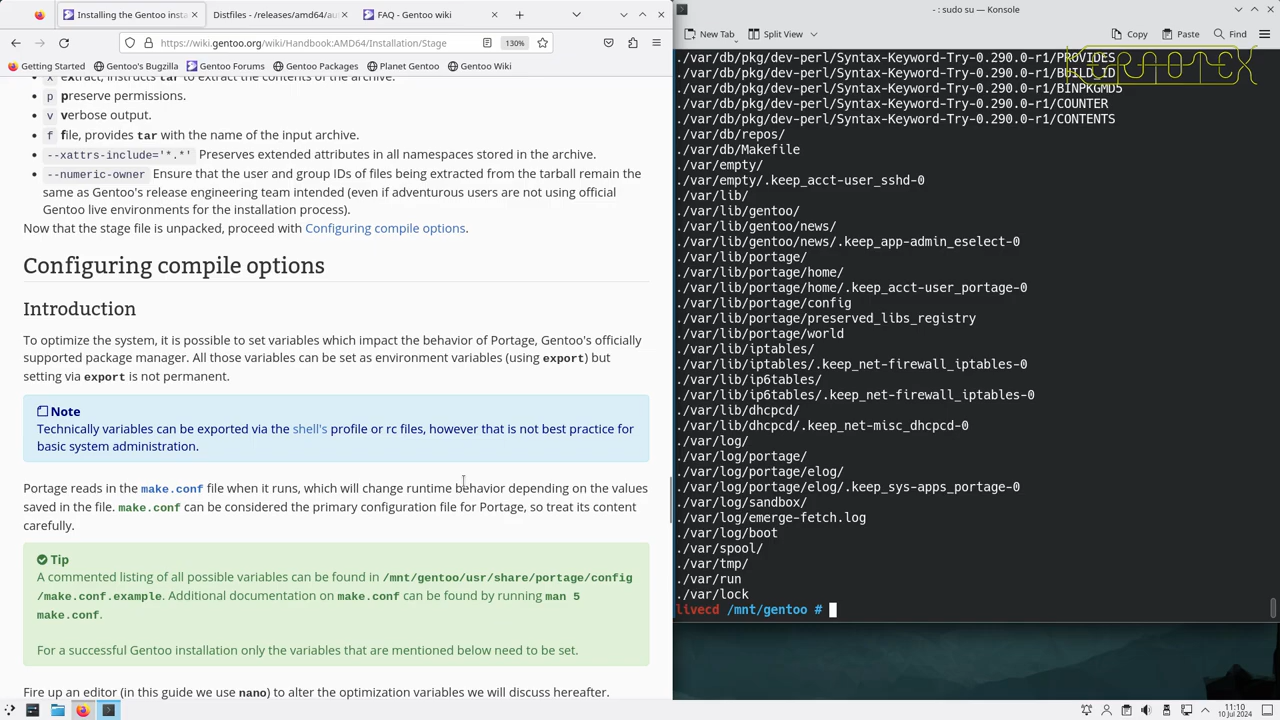 Installing the Gentoo insta
Distfiles - /releases/amd64/au
FAQ - Gentoo wiki
https://wiki.gentoo.org/wiki/Handbook:AMD64/Installation/Stage
130%
Getting Started
Gentoo's Bugzilla
Gentoo Forums
Gentoo Packages
Planet Gentoo
Gentoo Wiki
x extract, instructs tar to extract the contents of the archive.
p preserve permissions.
v verbose output.
f file, provides tar with the name of the input archive.
--xattrs-include='*.*' Preserves extended attributes in all namespaces stored in the archive.
--numeric-owner Ensure that the user and group IDs of files being extracted from the tarball remain the
same as Gentoo's release engineering team intended (even if adventurous users are not using official
Gentoo live environments for the installation process).
Now that the stage file is unpacked, proceed with Configuring compile options.
Configuring compile options
Introduction
To optimize the system, it is possible to set variables which impact the behavior of Portage, Gentoo's officially
supported package manager. All those variables can be set as environment variables (using export) but
setting via export is not permanent.
Note
Technically variables can be exported via the shell's profile or rc files, however that is not best practice for
basic system administration.
Portage reads in the make.conf file when it runs, which will change runtime behavior depending on the values
saved in the file. make.conf can be considered the primary configuration file for Portage, so treat its content
carefully.
Tip
A commented listing of all possible variables can be found in /mnt/gentoo/usr/share/portage/config
/make.conf.example. Additional documentation on make.conf can be found by running man 5
make.conf.
For a successful Gentoo installation only the variables that are mentioned below need to be set.
Fire up an editor (in this guide we use nano) to alter the optimization variables we will discuss hereafter.
- : sudo su — Konsole
New Tab
Split View
Copy
Paste
Find
./var/db/pkg/dev-perl/Syntax-Keyword-Try-0.290.0-r1/PROVIDES
./var/db/pkg/dev-perl/Syntax-Keyword-Try-0.290.0-r1/BUILD_ID
./var/db/pkg/dev-perl/Syntax-Keyword-Try-0.290.0-r1/BINPKGMD5
./var/db/pkg/dev-perl/Syntax-Keyword-Try-0.290.0-r1/COUNTER
./var/db/pkg/dev-perl/Syntax-Keyword-Try-0.290.0-r1/CONTENTS
./var/db/repos/
./var/db/Makefile
./var/empty/
./var/empty/.keep_acct-user_sshd-0
./var/lib/
./var/lib/gentoo/
./var/lib/gentoo/news/
./var/lib/gentoo/news/.keep_app-admin_eselect-0
./var/lib/portage/
./var/lib/portage/home/
./var/lib/portage/home/.keep_acct-user_portage-0
./var/lib/portage/config
./var/lib/portage/preserved_libs_registry
./var/lib/portage/world
./var/lib/iptables/
./var/lib/iptables/.keep_net-firewall_iptables-0
./var/lib/ip6tables/
./var/lib/ip6tables/.keep_net-firewall_iptables-0
./var/lib/dhcpcd/
./var/lib/dhcpcd/.keep_net-misc_dhcpcd-0
./var/log/
./var/log/portage/
./var/log/portage/elog/
./var/log/portage/elog/.keep_sys-apps_portage-0
./var/log/sandbox/
./var/log/emerge-fetch.log
./var/log/boot
./var/spool/
./var/tmp/
./var/run
./var/lock
livecd /mnt/gentoo #
11:10
10 Jul 2024